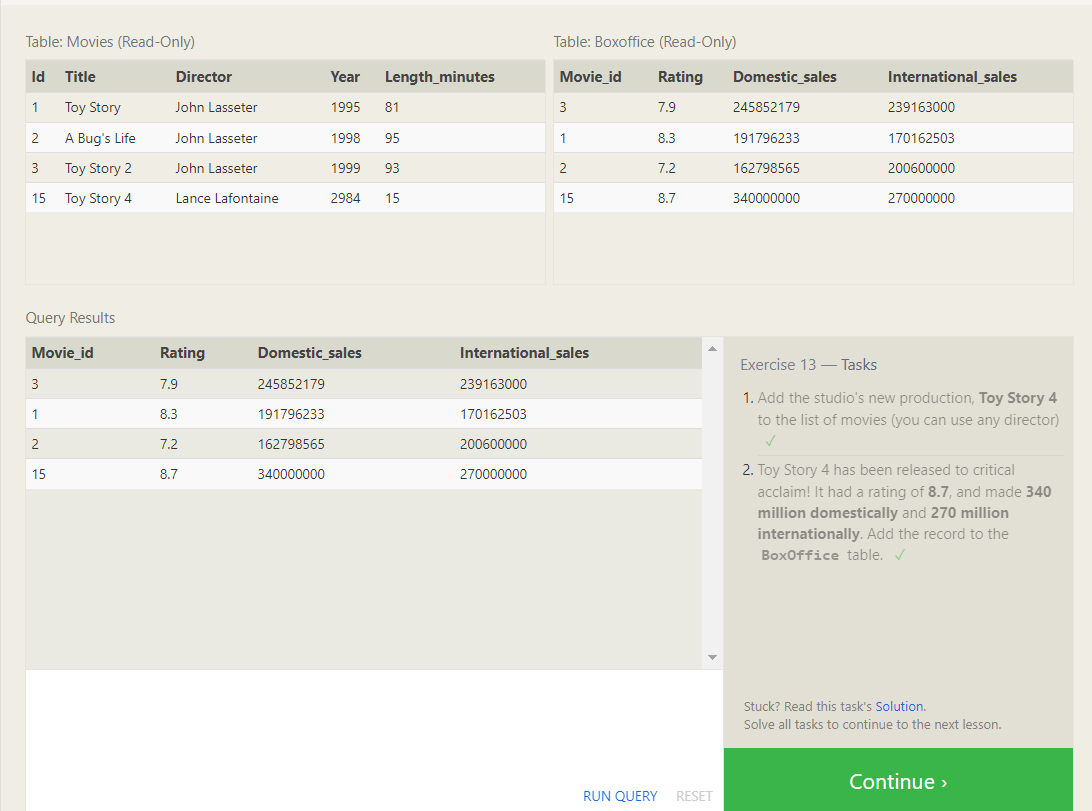 Table: Movies (Read-Only)
Id Title Director Year Length_minutes
1 Toy Story John Lasseter 1995 81
2 A Bug's Life John Lasseter 1998 95
3 Toy Story 2 John Lasseter 1999 93
15 Toy Story 4 Lance Lafontaine 2984 15
Table: Boxoffice (Read-Only)
Movie_id Rating Domestic_sales International_sales
3 7.9 245852179 239163000
1 8.3 191796233 170162503
2 7.2 162798565 200600000
15 8.7 340000000 270000000
Query Results
Movie_id Rating Domestic_sales International_sales
3 7.9 245852179 239163000
1 8.3 191796233 170162503
2 7.2 162798565 200600000
15 8.7 340000000 270000000
RUN QUERY RESET
Exercise 13 — Tasks
1. Add the studio's new production, Toy Story 4
to the list of movies (you can use any director)
✓
2. Toy Story 4 has been released to critical
acclaim! It had a rating of 8.7, and made 340
million domestically and 270 million
internationally. Add the record to the
BoxOffice table. ✓
Stuck? Read this task's Solution.
Solve all tasks to continue to the next lesson.
Continue ›